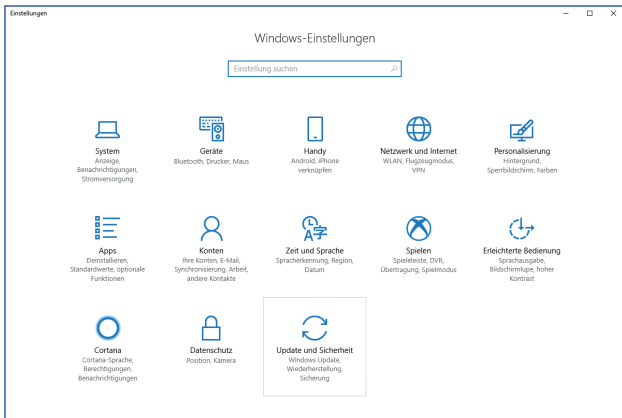 Einstellungen
Windows-Einstellungen
Einstellung suchen
System
Anzeige,
Benachrichtigungen,
Stromversorgung
Geräte
Bluetooth, Drucker, Maus
Handy
Android, iPhone
verknüpfen
Netzwerk und Internet
WLAN, Flugzeugmodus,
VPN
Personalisierung
Hintergrund,
Sperrbildschirm, Farben
Apps
Deinstallieren,
Standardwerte, optionale
Funktionen
Konten
Ihre Konten, E-Mail,
Synchronisierung, Arbeit,
andere Kontakte
Zeit und Sprache
Spracherkennung, Region,
Datum
Spielen
Spieleleiste, DVR,
Übertragung, Spielmodus
Erleichterte Bedienung
Sprachausgabe,
Bildschirmlupe, hoher
Kontrast
Cortana
Cortana-Sprache,
Berechtigungen,
Benachrichtigungen
Datenschutz
Position, Kamera
Update und Sicherheit
Windows Update,
Wiederherstellung,
Sicherung